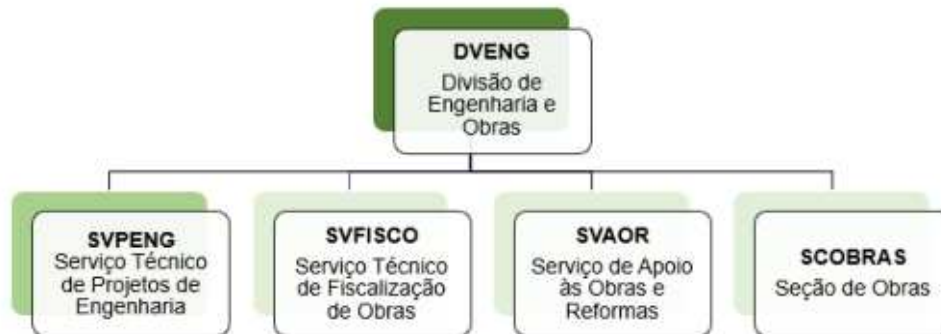 DVENG
Divisão de
Engenharia e
Obras
SVPENG
Serviço Técnico
de Projetos de
Engenharia
SVFISCO
Serviço Técnico
de Fiscalização
de Obras
SVAOR
Serviço de Apoio
às Obras e
Reformas
SCOBRAS
Seção de Obras